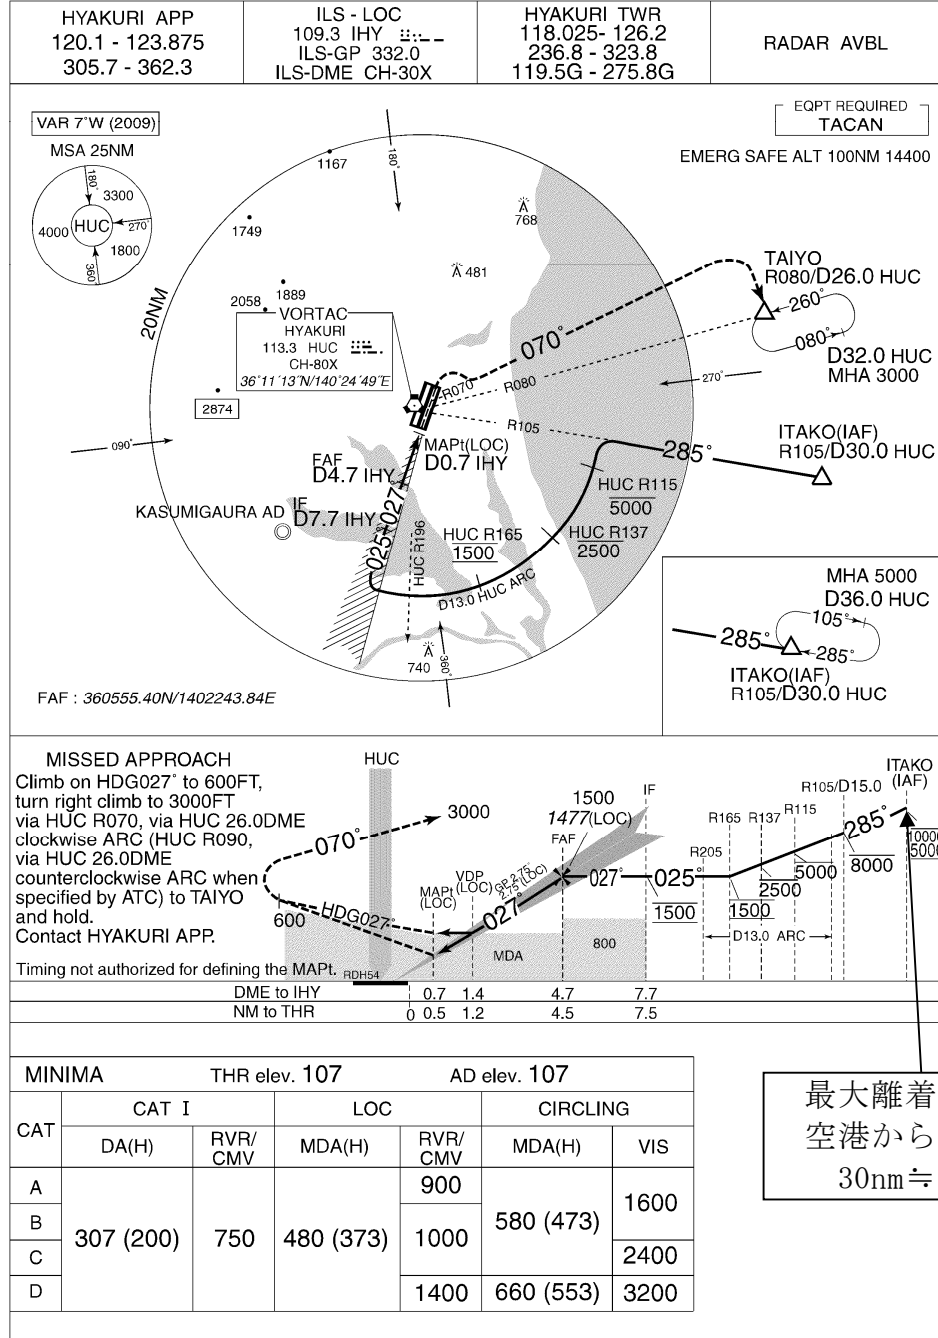 HYAKURI APP
120.1 - 123.875
305.7 - 362.3
ILS - LOC
109.3 IHY
ILS-GP 332.0
ILS-DME CH-30X
HYAKURI TWR
118.025- 126.2
236.8 - 323.8
119.5G - 275.8G
RADAR AVBL
VAR 7°W (2009)
MSA 25NM
180°
3300
4000
HUC
270°
1800
360°
EQPT REQUIRED
TACAN
EMERG SAFE ALT 100NM 14400
180°
1167
1749
768
481
2058
1889
20NM
VORTAC
HYAKURI
113.3 HUC
CH-80X
36°11´13˝N/140°24´49˝E
2874
TAIYO
R080/D26.0 HUC
260°
080°
D32.0 HUC
MHA 3000
070°
R070
R080
270°
R105
090°
MAPt(LOC)
D0.7 IHY
FAF
D4.7 IHY
285°
ITAKO(IAF)
R105/D30.0 HUC
HUC R115
5000
KASUMIGAURA AD
IF
D7.7 IHY
025°-027°
HUC R196
HUC R165
1500
HUC R137
2500
D13.0 HUC ARC
740
360°
MHA 5000
D36.0 HUC
105°
285°
285°
ITAKO(IAF)
R105/D30.0 HUC
FAF : 360555.40N/1402243.84E
MISSED APPROACH
Climb on HDG027° to 600FT,
turn right climb to 3000FT
via HUC R070, via HUC 26.0DME
clockwise ARC (HUC R090,
via HUC 26.0DME
counterclockwise ARC when
specified by ATC) to TAIYO
and hold.
Contact HYAKURI APP.
Timing not authorized for defining the MAPt.
HUC
3000
070°
600
HDG027°
RDH54
MAPt
(LOC)
VDP
(LOC)
GP 2.75°
2.75°(LOC)
027°
MDA
1500
1477(LOC)
FAF
IF
027°
025°
800
1500
R205
R165
R137
R115
R105/D15.0
ITAKO
(IAF)
285°
1500
2500
5000
8000
10000
5000
D13.0 ARC
DME to IHY 0.7 1.4 4.7 7.7
NM to THR 0 0.5 1.2 4.5 7.5
MINIMA THR elev. 107 AD elev. 107
CAT CAT I LOC CIRCLING
DA(H) RVR/CMV MDA(H) RVR/CMV MDA(H) VIS
A 307 (200) 750 480 (373) 900 580 (473) 1600
B 1000
C 2400
D 1400 660 (553) 3200
最大離着
空港から
30nm≒